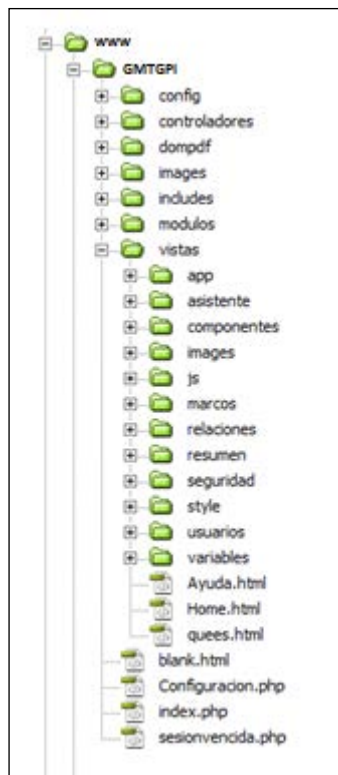 www
GMTGPI
config
controladores
dompdf
images
includes
modulos
vistas
app
asistente
componentes
images
js
marcos
relaciones
resumen
seguridad
style
usuarios
variables
Ayuda.html
Home.html
quees.html
blank.html
Configuracion.php
index.php
sesionvencida.php